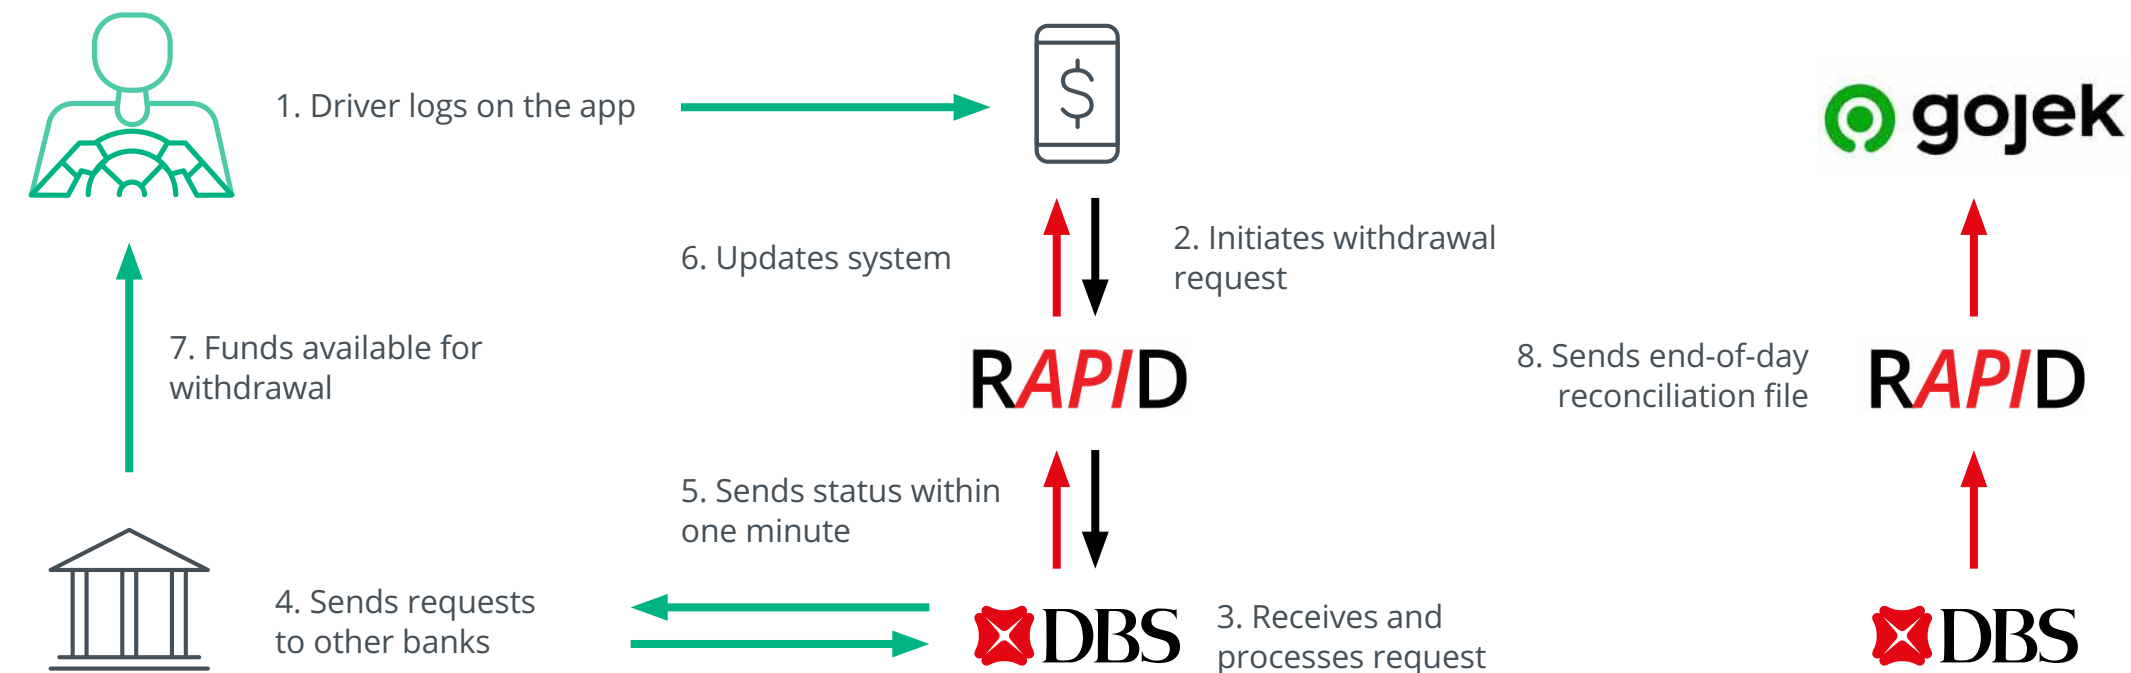 1. Driver logs on the app
$
gojek
6. Updates system
2. Initiates withdrawal
request
7. Funds available for
withdrawal
RAPID
8. Sends end-of-day
reconciliation file
RAPID
5. Sends status within
one minute
4. Sends requests
to other banks
DBS
3. Receives and
processes request
DBS